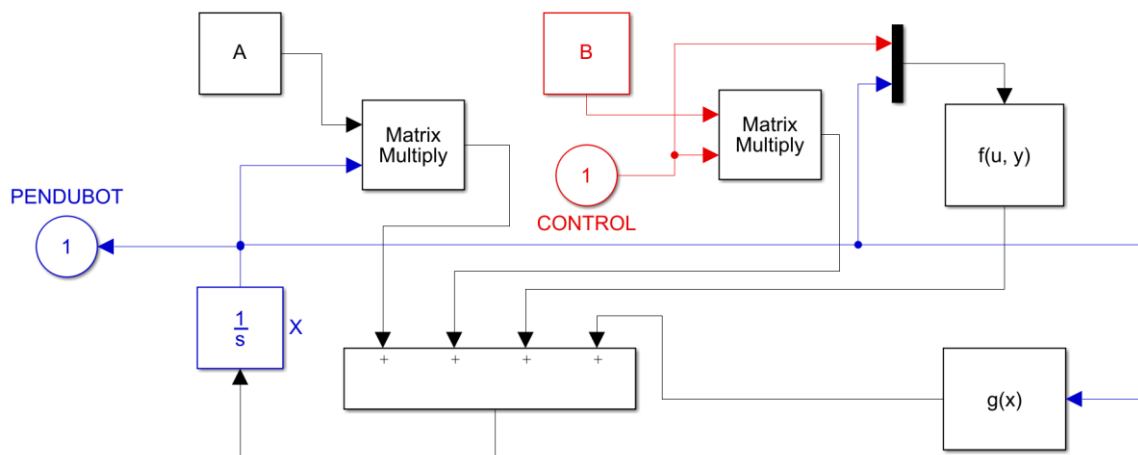 A
B
Matrix
Multiply
Matrix
Multiply
f(u, y)
1
CONTROL
PENDUBOT
1
1
s
X
+ + + +
g(x)